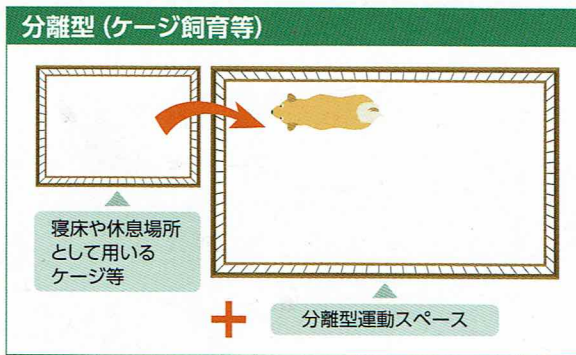 分離型(ケージ飼育等)
寝床や休息場所
として用いる
ケージ等
+
分離型運動スペース